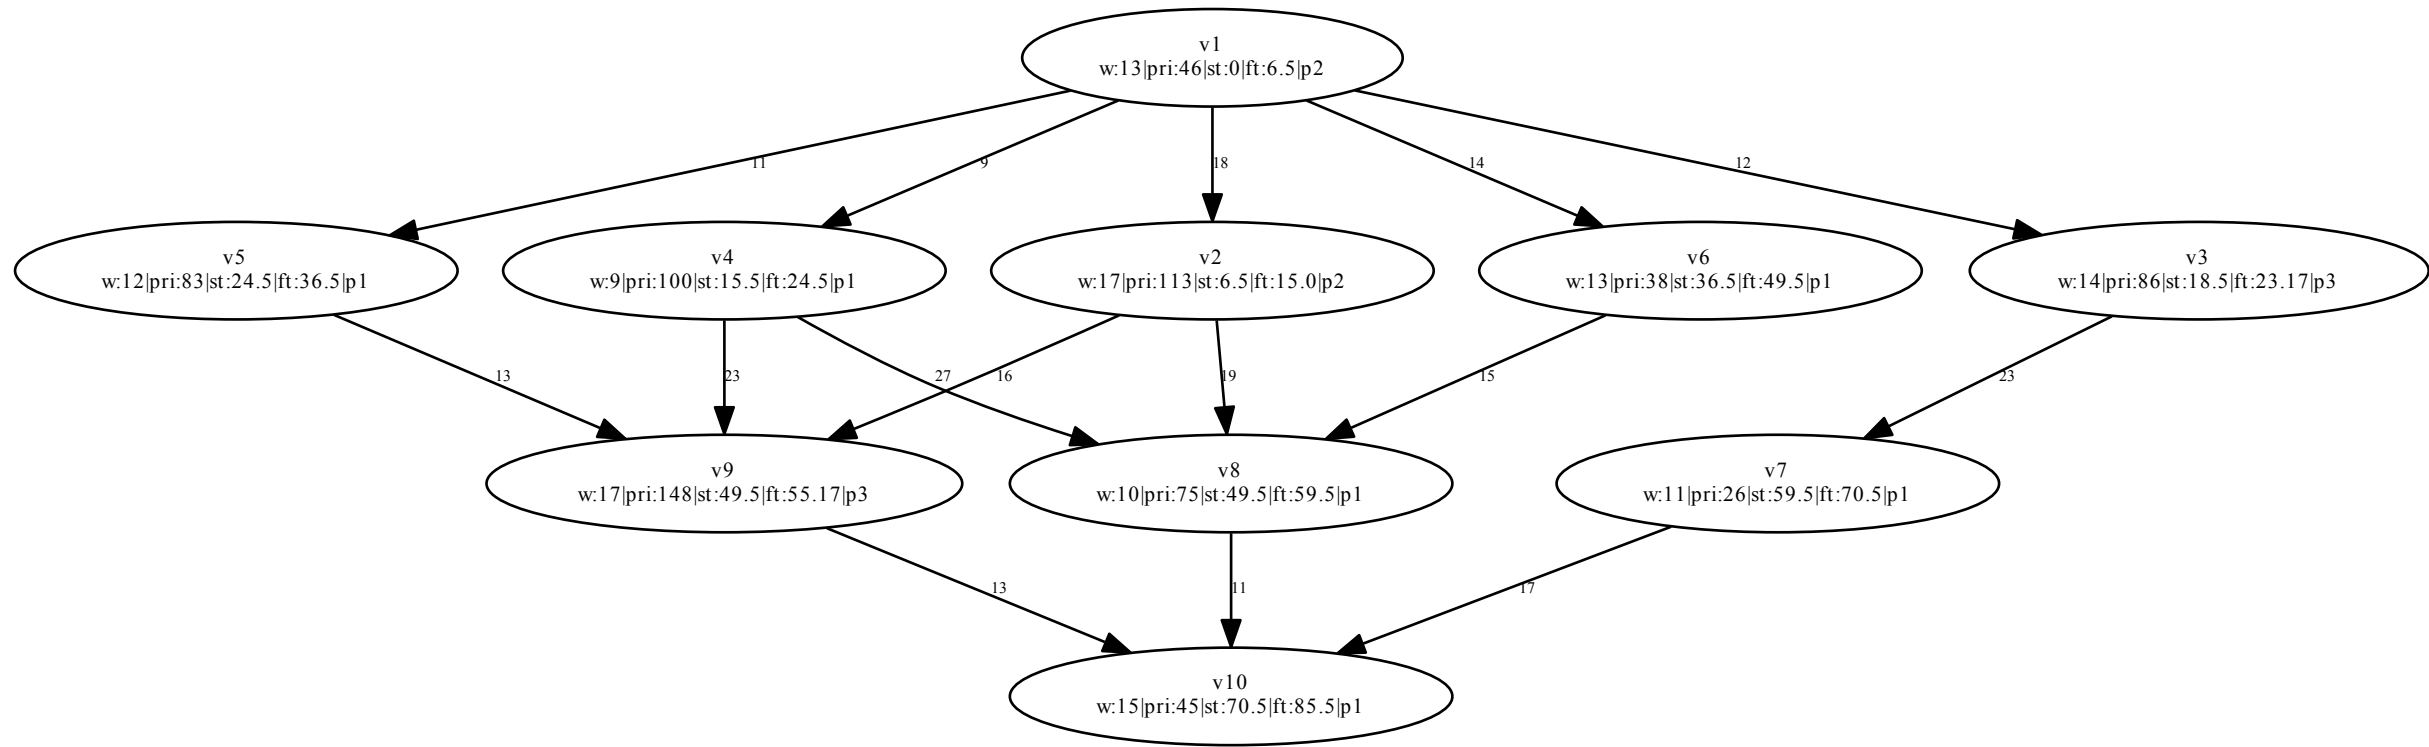 v1
w:13|pri:46|st:0|ft:6.5|p2
11
9
18
14
12
v5
w:12|pri:83|st:24.5|ft:36.5|p1
v4
w:9|pri:100|st:15.5|ft:24.5|p1
v2
w:17|pri:113|st:6.5|ft:15.0|p2
v6
w:13|pri:38|st:36.5|ft:49.5|p1
v3
w:14|pri:86|st:18.5|ft:23.17|p3
13
23
27
16
19
15
23
v9
w:17|pri:148|st:49.5|ft:55.17|p3
v8
w:10|pri:75|st:49.5|ft:59.5|p1
v7
w:11|pri:26|st:59.5|ft:70.5|p1
13
11
17
v10
w:15|pri:45|st:70.5|ft:85.5|p1